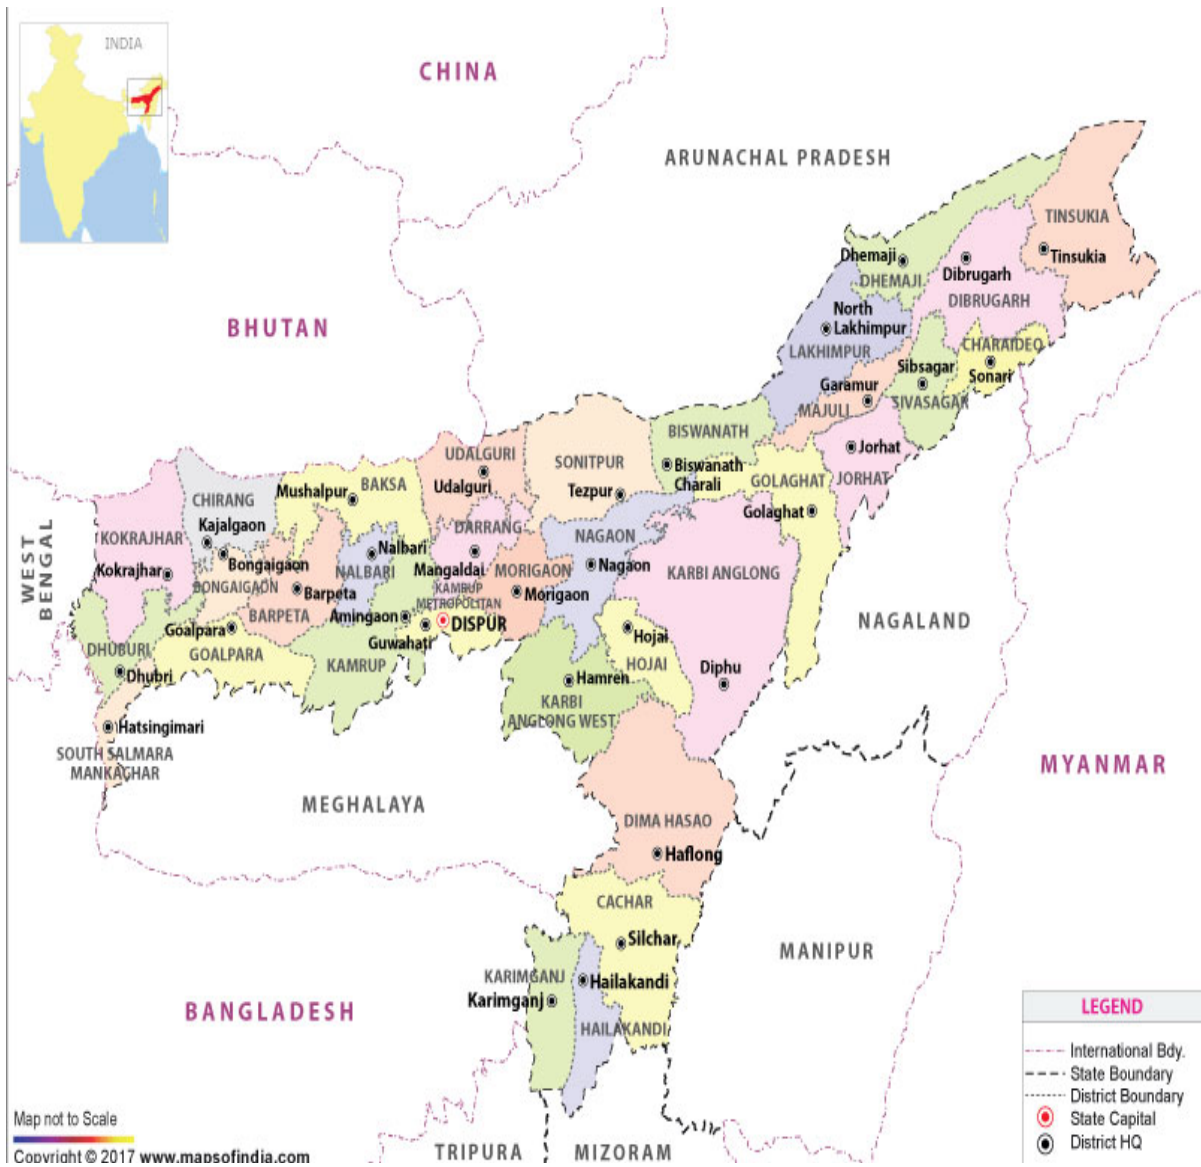 INDIA
CHINA
ARUNACHAL PRADESH
TINSUKIA
Tinsukia
Dhemaji
DHEMAJI
Dibrugarh
DIBRUGARH
BHUTAN
North
Lakhimpur
LAKHIMPUR
CHARAIDEO
Sibsagar
Sonari
Garamur
MAJULI
SIVASAGAR
BISWANATH
Biswanath
Charali
Jorhat
JORHAT
UDALGURI
Udalguri
SONITPUR
Tezpur
GOLAGHAT
Golaghat
CHIRANG
Kajalgaon
Mushalpur
BAKSA
DARRANG
Mangaldai
NAGAON
Nagaon
WEST
BENGAL
KOKRAJHAR
Kokrajhar
Bongaigaon
BONGAIGAON
Nalbari
NALBARI
MORIGAON
Morigaon
KARBI ANGLONG
Barpeta
BARPETA
KAMRUP
METROPOLITAN
Amingaon
DISPUR
Guwahati
Goalpara
GOALPARA
KAMRUP
DHUBURI
Dhubri
Hojai
HOJAI
NAGALAND
Diphu
Hamren
KARBI
ANGLONG WEST
Hatsingimari
SOUTH SALMARA
MANKACHAR
MEGHALAYA
MYANMAR
DIMA HASAO
Haflong
CACHAR
Silchar
MANIPUR
KARIMGANJ
Karimganj
Hailakandi
HAILAKANDI
BANGLADESH
TRIPURA
MIZORAM
LEGEND
International Bdy.
State Boundary
District Boundary
State Capital
District HQ
Map not to Scale
Copyright © 2017 www.mapsofindia.com